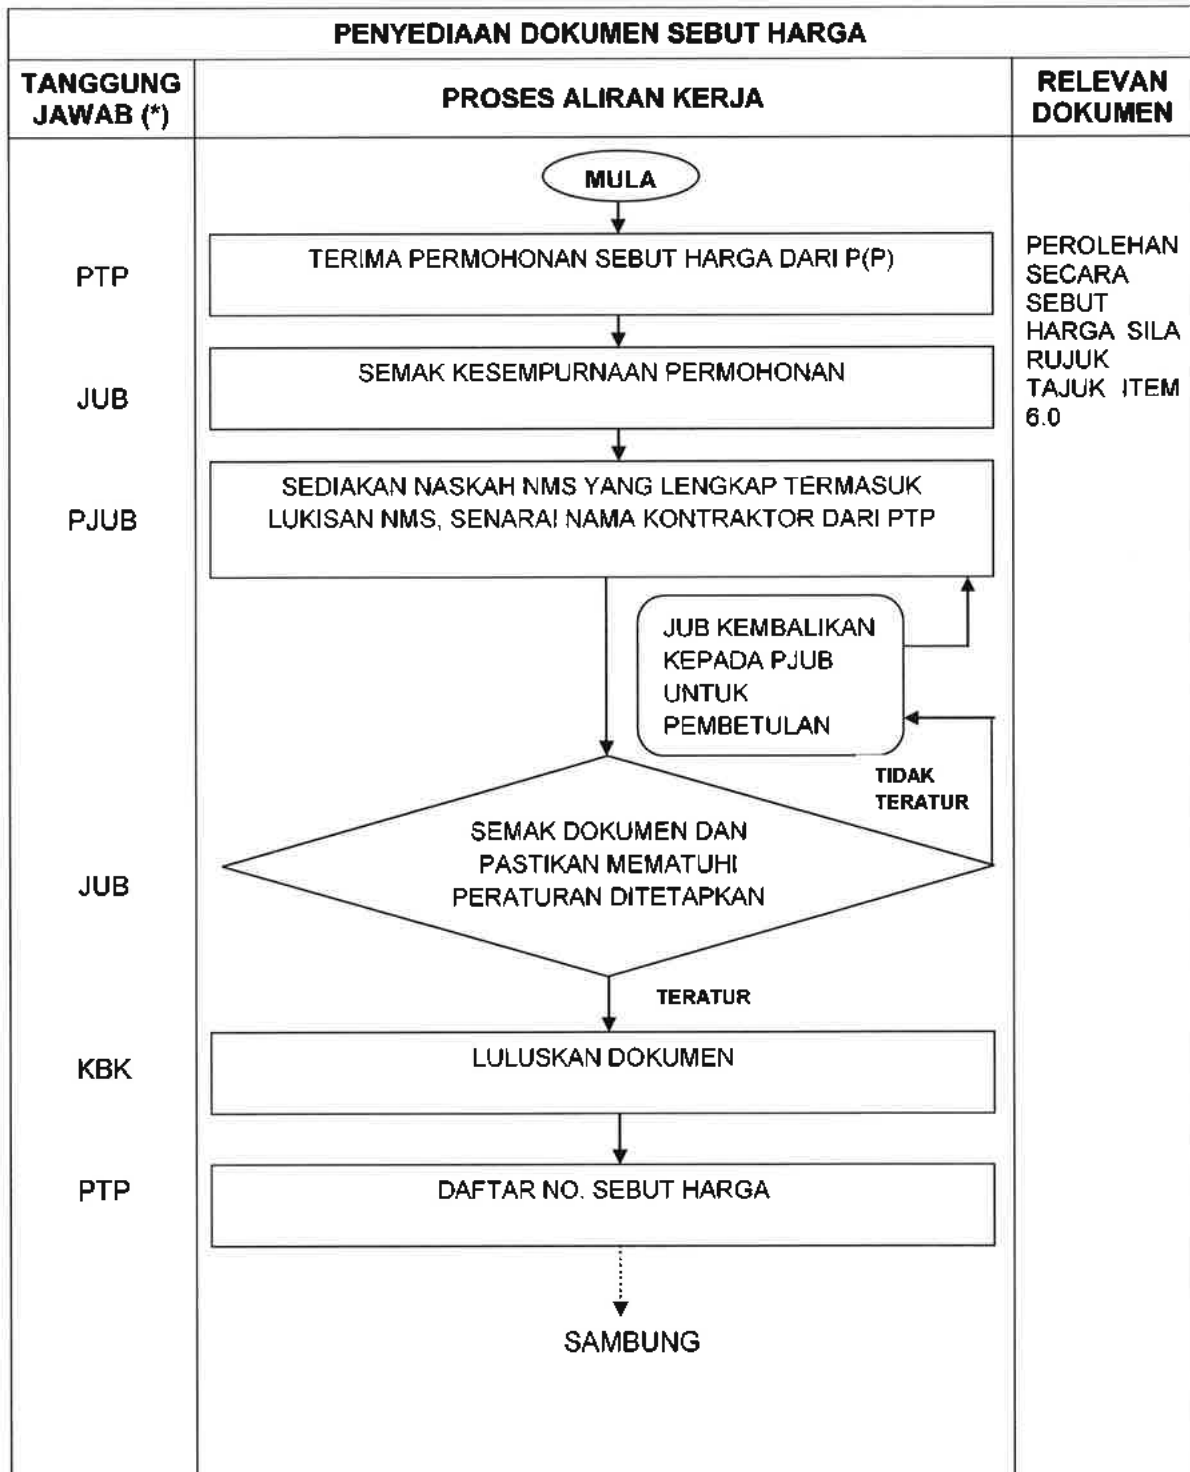 PENYEDIAAN DOKUMEN SEBUT HARGA
TANGGUNG
JAWAB (*)
PROSES ALIRAN KERJA
RELEVAN
DOKUMEN
MULA
PTP
TERIMA PERMOHONAN SEBUT HARGA DARI P(P)
PEROLEHAN
SECARA
SEBUT
HARGA SILA
RUJUK
TAJUK ITEM
6.0
JUB
SEMAK KESEMPURNAAN PERMOHONAN
PJUB
SEDIAKAN NASKAH NMS YANG LENGKAP TERMASUK
LUKISAN NMS, SENARAI NAMA KONTRAKTOR DARI PTP
JUB KEMBALIKAN
KEPADA PJUB
UNTUK
PEMBETULAN
TIDAK
TERATUR
JUB
SEMAK DOKUMEN DAN
PASTIKAN MEMATUHI
PERATURAN DITETAPKAN
TERATUR
KBK
LULUSKAN DOKUMEN
PTP
DAFTAR NO. SEBUT HARGA
SAMBUNG